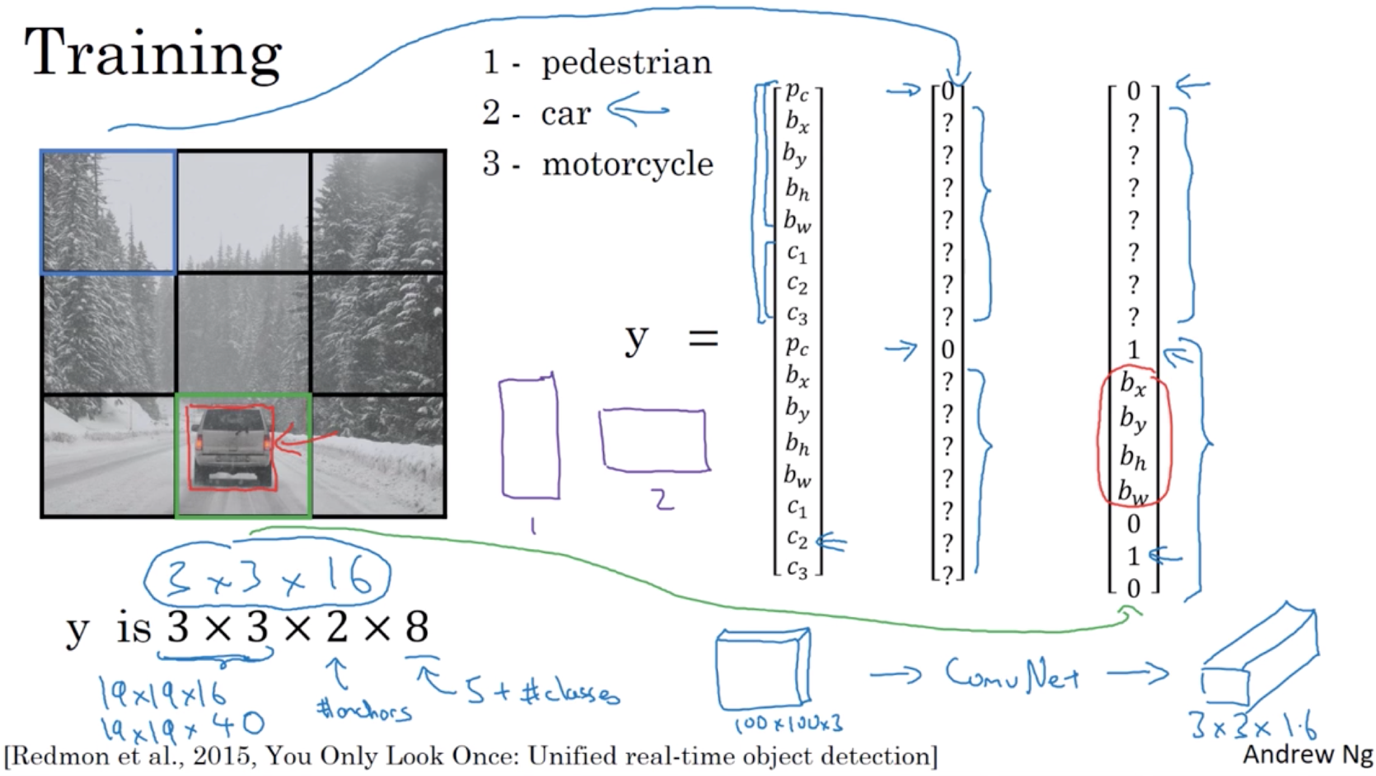 Training
1 - pedestrian
2 - car
3 - motorcycle
y =
p_c
b_x
b_y
b_h
b_w
c_1
c_2
c_3
p_c
b_x
b_y
b_h
b_w
c_1
c_2
c_3
0
?
?
?
?
?
?
?
0
?
?
?
?
?
?
?
0
?
?
?
?
?
?
?
1
b_x
b_y
b_h
b_w
0
1
0
1
2
3 × 3 × 16
y is 3 × 3 × 2 × 8
19×19×16
19×19×40
#anchors
5 + #classes
100×100×3
→ ConvNet →
3×3×16
[Redmon et al., 2015, You Only Look Once: Unified real-time object detection]
Andrew Ng